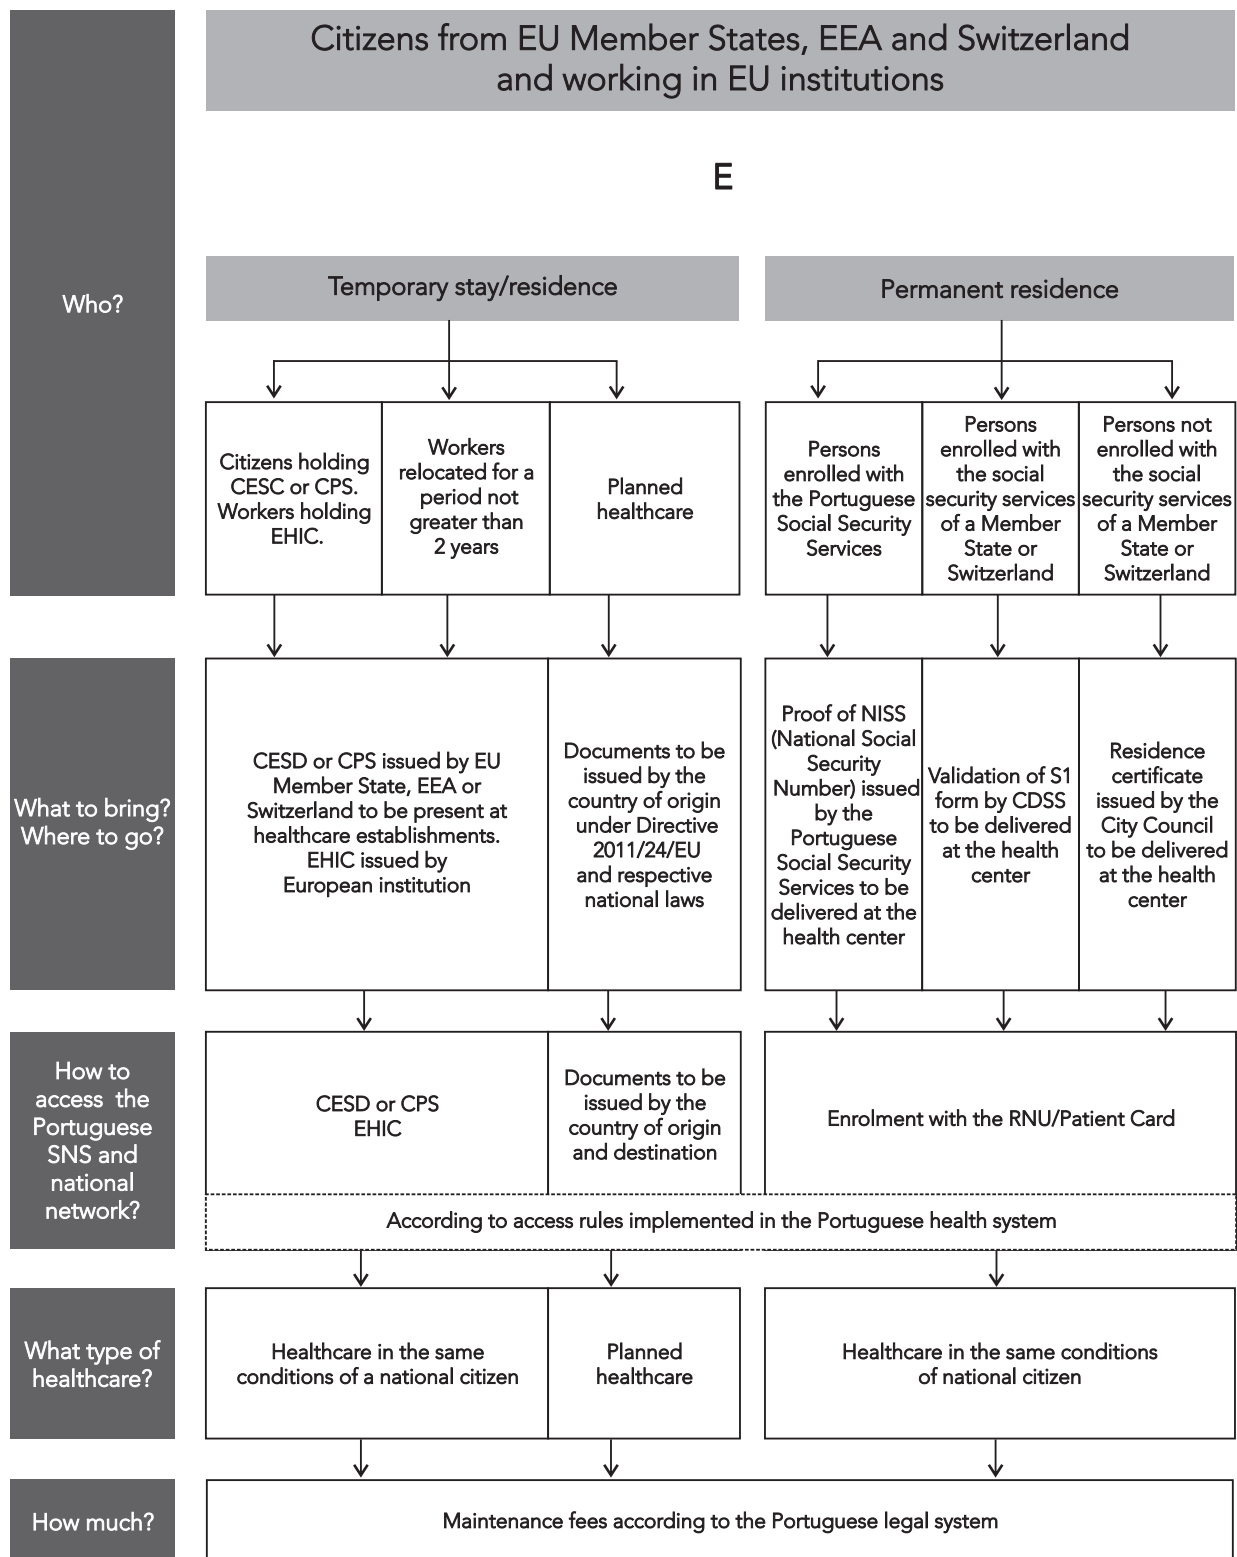 Citizens from EU Member States, EEA and Switzerland
and working in EU institutions
E
Who?
Temporary stay/residence
Permanent residence
Citizens holding
CESC or CPS.
Workers holding
EHIC.
Workers
relocated for a
period not
greater than
2 years
Planned
healthcare
Persons
enrolled with
the Portuguese
Social Security
Services
Persons
enrolled with
the social
security services
of a Member
State or
Switzerland
Persons not
enrolled with
the social
security services
of a Member
State or
Switzerland
What to bring?
Where to go?
CESD or CPS issued by EU
Member State, EEA or
Switzerland to be present at
healthcare establishments.
EHIC issued by
European institution
Documents to be
issued by the
country of origin
under Directive
2011/24/EU
and respective
national laws
Proof of NISS
(National Social
Security
Number) issued
by the
Portuguese
Social Security
Services to be
delivered at the
health center
Validation of S1
form by CDSS
to be delivered
at the health
center
Residence
certificate
issued by the
City Council
to be delivered
at the health
center
How to
access the
Portuguese
SNS and
national
network?
CESD or CPS
EHIC
Documents to be
issued by the
country of origin
and destination
Enrolment with the RNU/Patient Card
According to access rules implemented in the Portuguese health system
What type of
healthcare?
Healthcare in the same
conditions of a national citizen
Planned
healthcare
Healthcare in the same conditions
of national citizen
How much?
Maintenance fees according to the Portuguese legal system